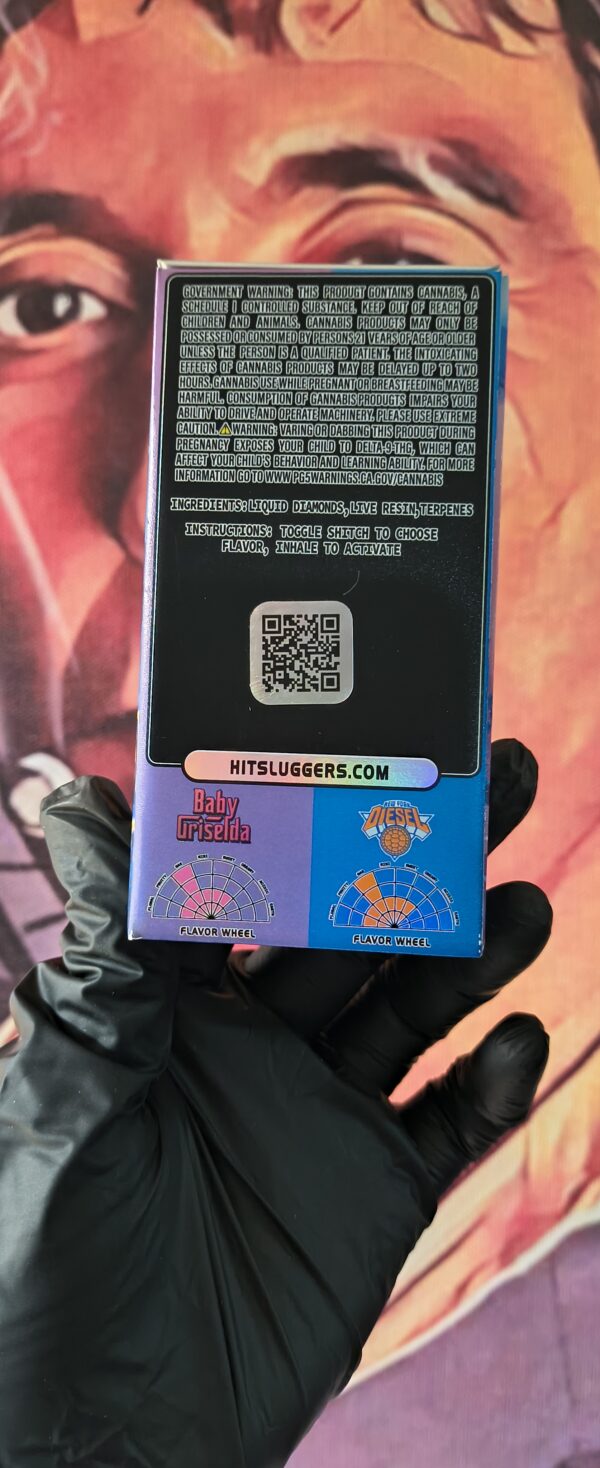 GOVERNMENT WARNING: THIS PRODUCT CONTAINS CANNABIS, A
SCHEDULE I CONTROLLED SUBSTANCE. KEEP OUT OF REACH OF
CHILDREN AND ANIMALS. CANNABIS PRODUCTS MAY ONLY BE
POSSESSED OR CONSUMED BY PERSONS 21 YEARS OF AGE OR OLDER
UNLESS THE PERSON IS A QUALIFIED PATIENT. THE INTOXICATING
EFFECTS OF CANNABIS PRODUCTS MAY BE DELAYED UP TO TWO
HOURS. CANNABIS USE WHILE PREGNANT OR BREASTFEEDING MAY BE
HARMFUL. CONSUMPTION OF CANNABIS PRODUCTS IMPAIRS YOUR
ABILITY TO DRIVE AND OPERATE MACHINERY. PLEASE USE EXTREME
CAUTION. ⚠WARNING: VARING OR DABBING THIS PRODUCT DURING
PREGNANCY EXPOSES YOUR CHILD TO DELTA-9-THG, WHICH CAN
AFFECT YOUR CHILD'S BEHAVIOR AND LEARNING ABILITY. FOR MORE
INFORMATION GO TO WWW PG5WARNINGS.CA.GOV/CANNABIS
INGREDIENTS: LIQUID DIAMONDS, LIVE RESIN, TERPENES
INSTRUCTIONS: TOGGLE SHITCH TO CHOOSE
FLAVOR, INHALE TO ACTIVATE
HITSLUGGERS.COM
Baby
Griselda
FLAVOR WHEEL
NEW YORK
DIESEL
FLAVOR WHEEL